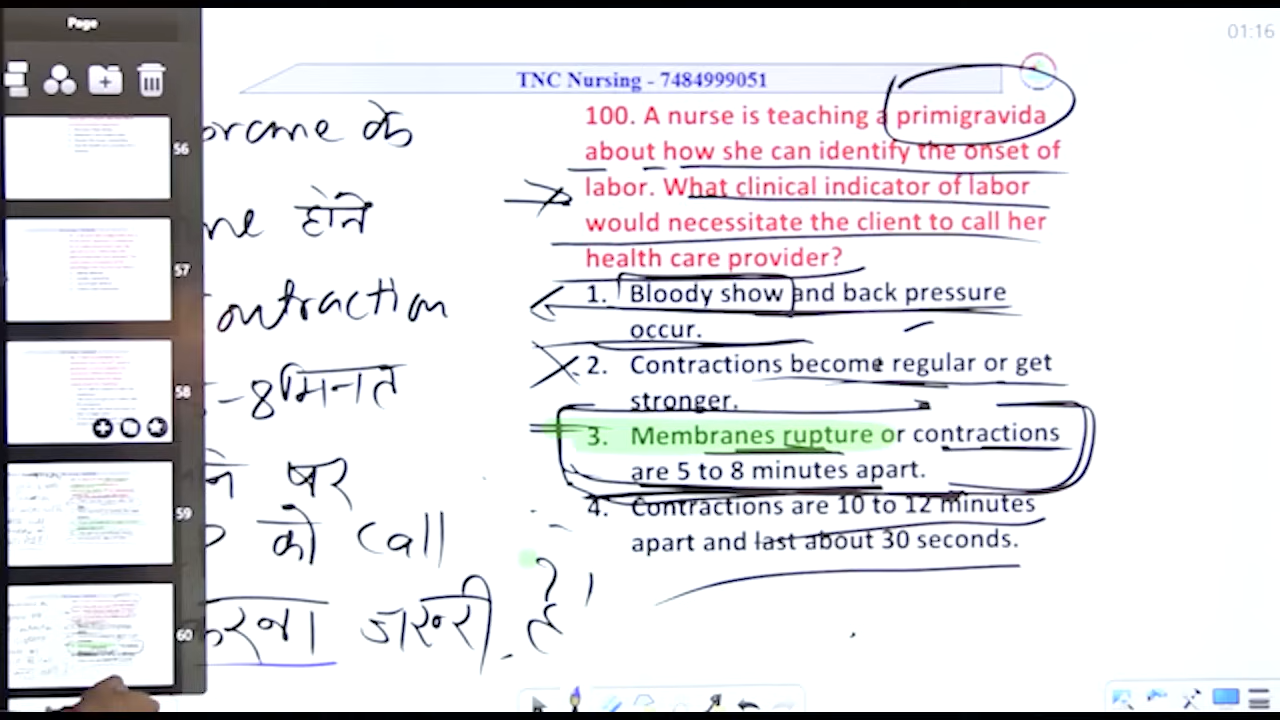 Page
01:16
TNC Nursing - 7484999051
56
57
58
59
60
होने
ontraction
-8 मिनत
पर
को call
करना जरूरी है।
100. A nurse is teaching a primigravida
about how she can identify the onset of
labor. What clinical indicator of labor
would necessitate the client to call her
health care provider?
1. Bloody show and back pressure
occur.
2. Contractions become regular or get
stronger.
3. Membranes rupture or contractions
are 5 to 8 minutes apart.
4. Contractions are 10 to 12 minutes
apart and last about 30 seconds.